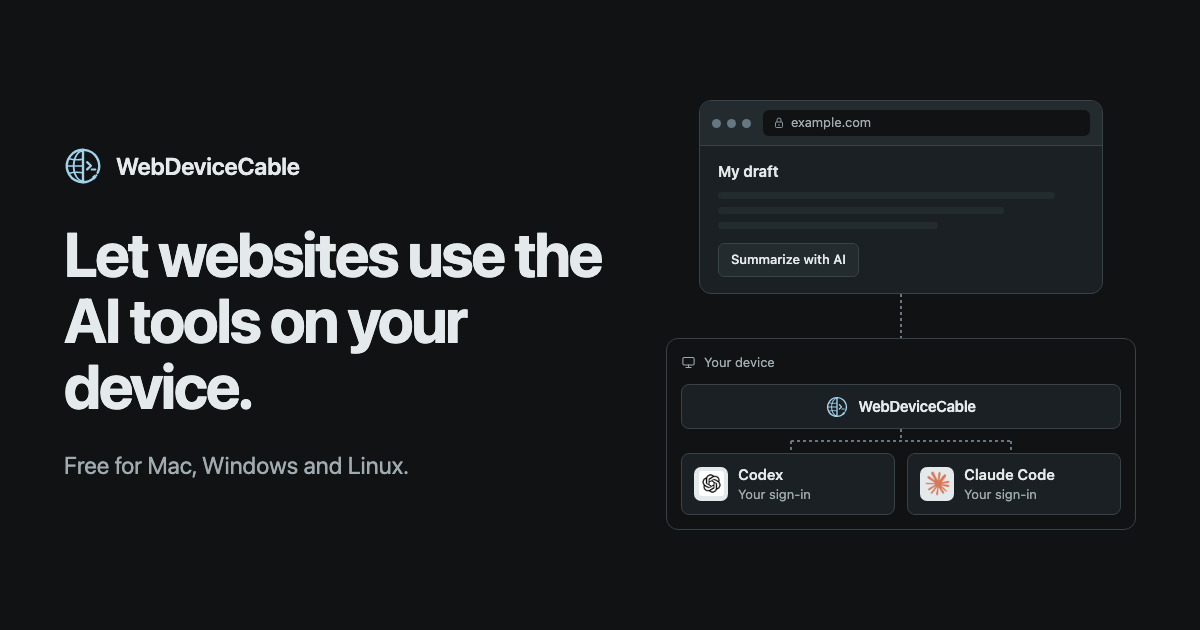 WebDeviceCable
Let websites use the
AI tools on your
device.
Free for Mac, Windows and Linux.
example.com
My draft
Summarize with AI
Your device
WebDeviceCable
Codex
Your sign-in
Claude Code
Your sign-in